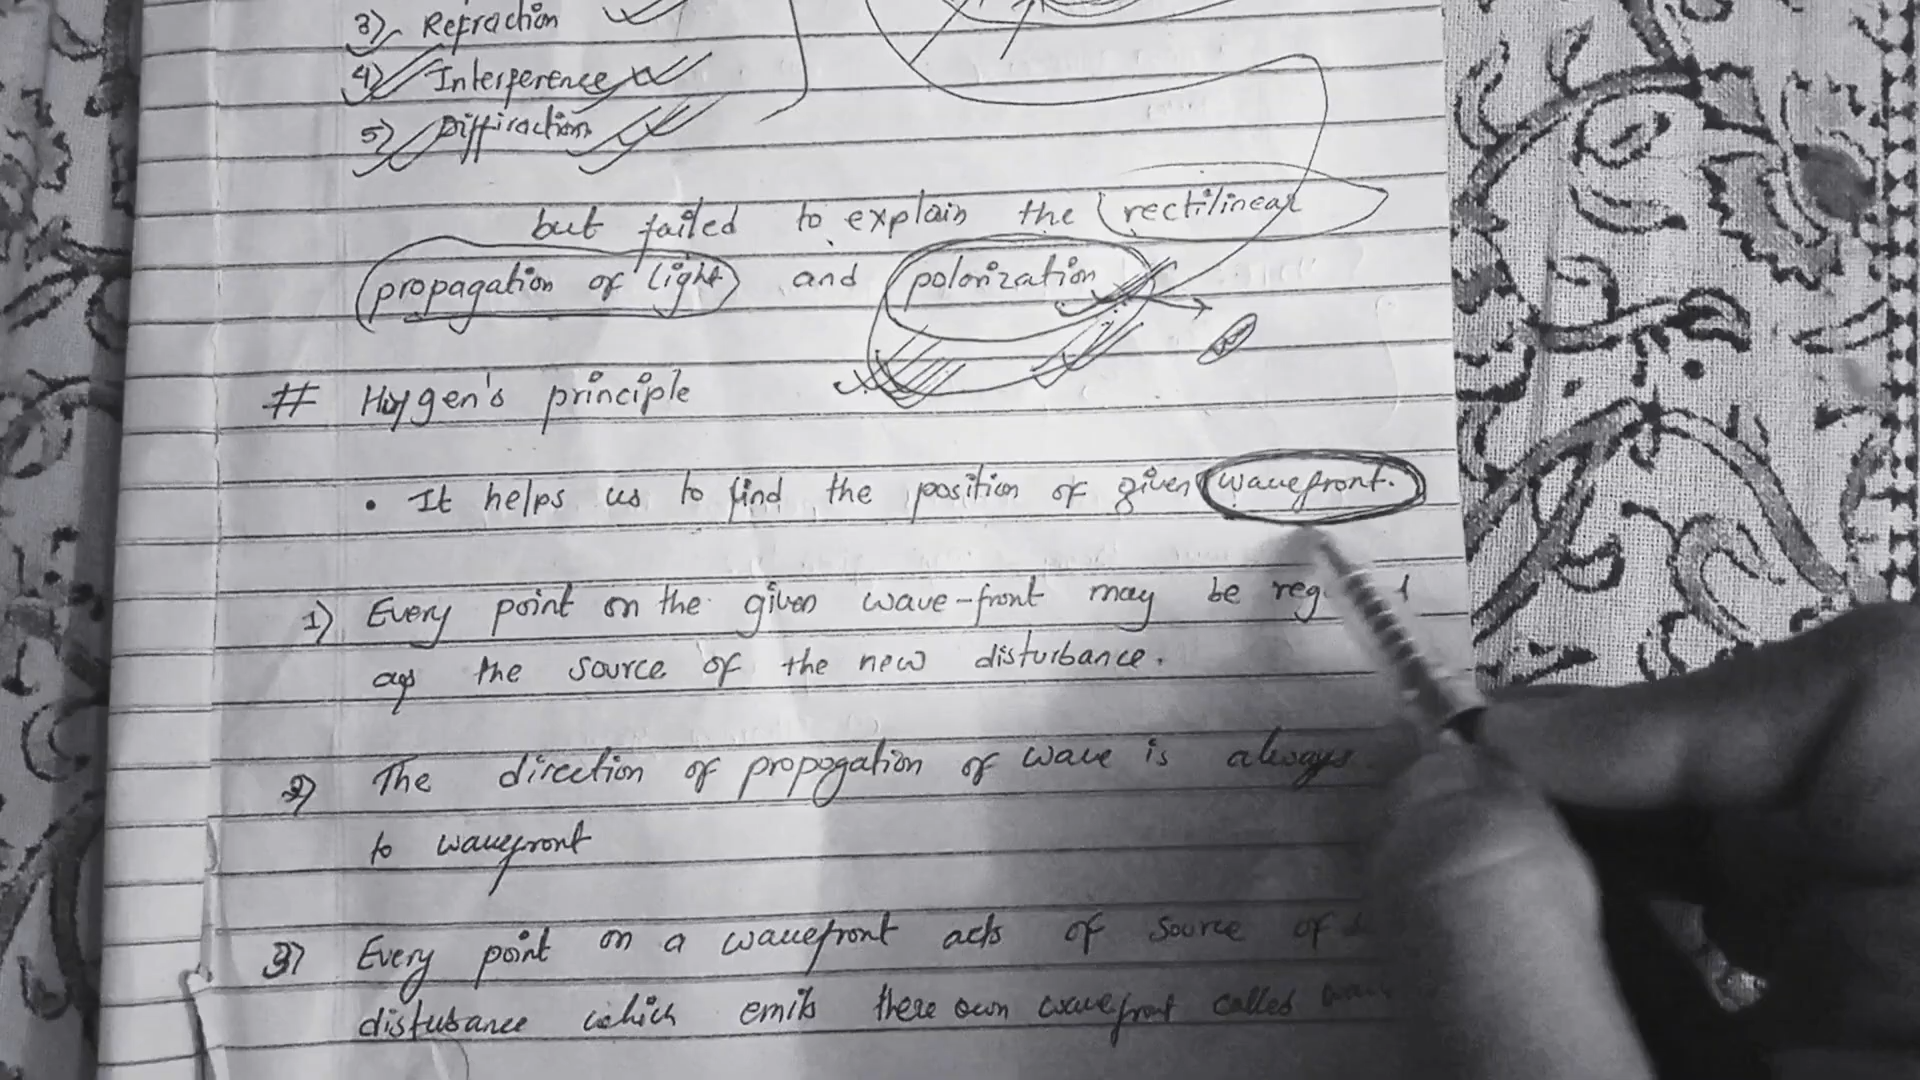 3) Refraction
4) Interference
5) Diffiraction
but failed to explain the rectilinear
propagation of light and polorization
# Huygen's principle
• It helps us to find the position of given wavefront.
1) Every point on the given wave-front may be
as the source of the new disturbance.
2) The direction of propogation of wave is always
to wavefront
3) Every point on a wavefront acts of source of
distubance which emits there own wavefront called